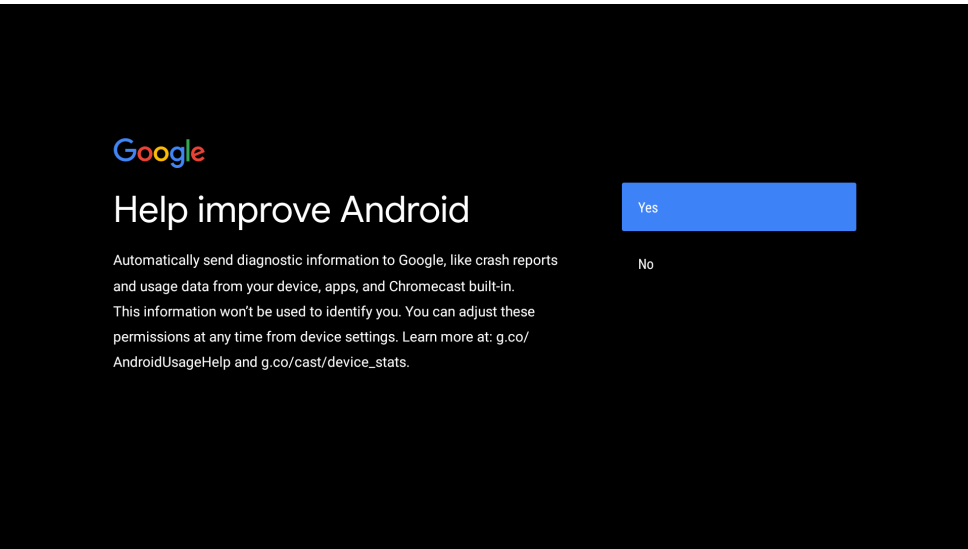 Google
Help improve Android
Automatically send diagnostic information to Google, like crash reports
and usage data from your device, apps, and Chromecast built-in.
This information won't be used to identify you. You can adjust these
permissions at any time from device settings. Learn more at: g.co/
AndroidUsageHelp and g.co/cast/device_stats.
Yes
No